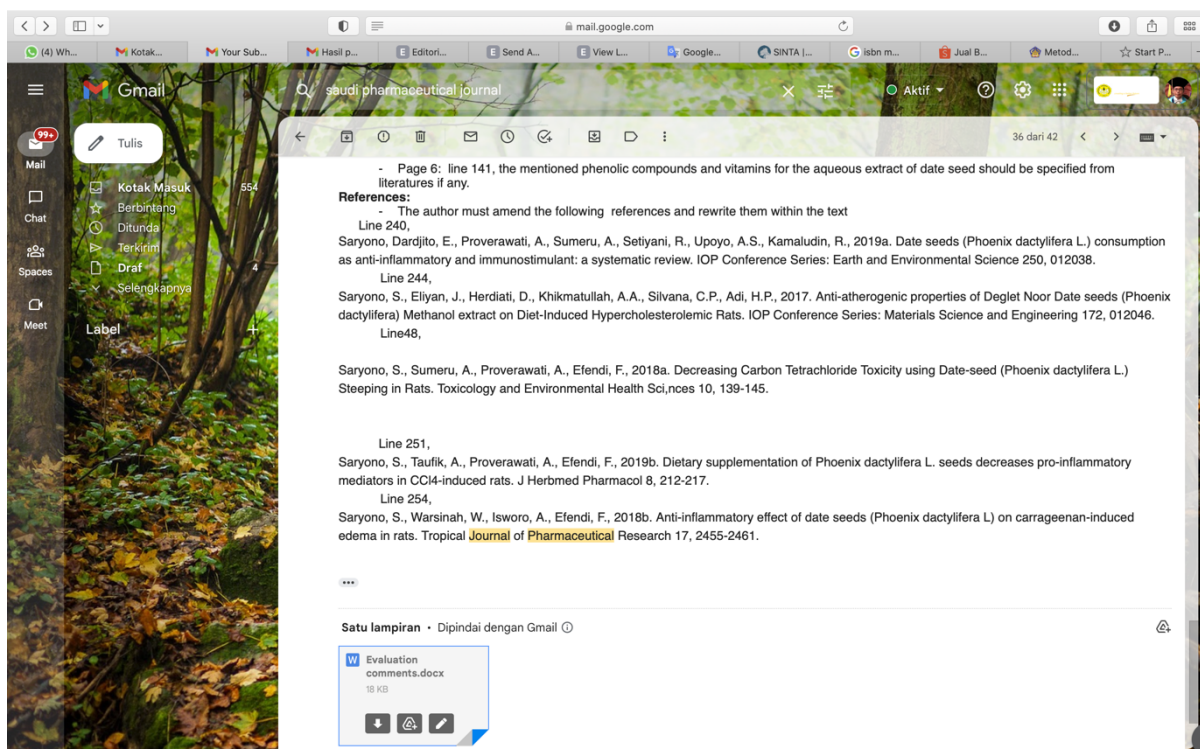 mail.google.com
(4) Wh...
Kotak...
Your Sub...
Hasil p...
Editori...
Send A...
View L...
Google...
SINTA |...
isbn m...
Jual B...
Metod...
Start P...
Gmail
saudi pharmaceutical journal
Aktif
99+
Mail
Chat
Spaces
Meet
Tulis
Kotak Masuk 554
Berbintang
Ditunda
Terkirim
Draf 4
Selengkapnya
Label +
36 dari 42
- Page 6: line 141, the mentioned phenolic compounds and vitamins for the aqueous extract of date seed should be specified from
literatures if any.
References:
- The author must amend the following references and rewrite them within the text
Line 240,
Saryono, Dardjito, E., Proverawati, A., Sumeru, A., Setiyani, R., Upoyo, A.S., Kamaludin, R., 2019a. Date seeds (Phoenix dactylifera L.) consumption
as anti-inflammatory and immunostimulant: a systematic review. IOP Conference Series: Earth and Environmental Science 250, 012038.
Line 244,
Saryono, S., Eliyan, J., Herdiati, D., Khikmatullah, A.A., Silvana, C.P., Adi, H.P., 2017. Anti-atherogenic properties of Deglet Noor Date seeds (Phoenix
dactylifera) Methanol extract on Diet-Induced Hypercholesterolemic Rats. IOP Conference Series: Materials Science and Engineering 172, 012046.
Line48,
Saryono, S., Sumeru, A., Proverawati, A., Efendi, F., 2018a. Decreasing Carbon Tetrachloride Toxicity using Date-seed (Phoenix dactylifera L.)
Steeping in Rats. Toxicology and Environmental Health Sci,nces 10, 139-145.
Line 251,
Saryono, S., Taufik, A., Proverawati, A., Efendi, F., 2019b. Dietary supplementation of Phoenix dactylifera L. seeds decreases pro-inflammatory
mediators in CCl4-induced rats. J Herbmed Pharmacol 8, 212-217.
Line 254,
Saryono, S., Warsinah, W., Isworo, A., Efendi, F., 2018b. Anti-inflammatory effect of date seeds (Phoenix dactylifera L) on carrageenan-induced
edema in rats. Tropical Journal of Pharmaceutical Research 17, 2455-2461.
Satu lampiran • Dipindai dengan Gmail
W Evaluation
comments.docx
18 KB